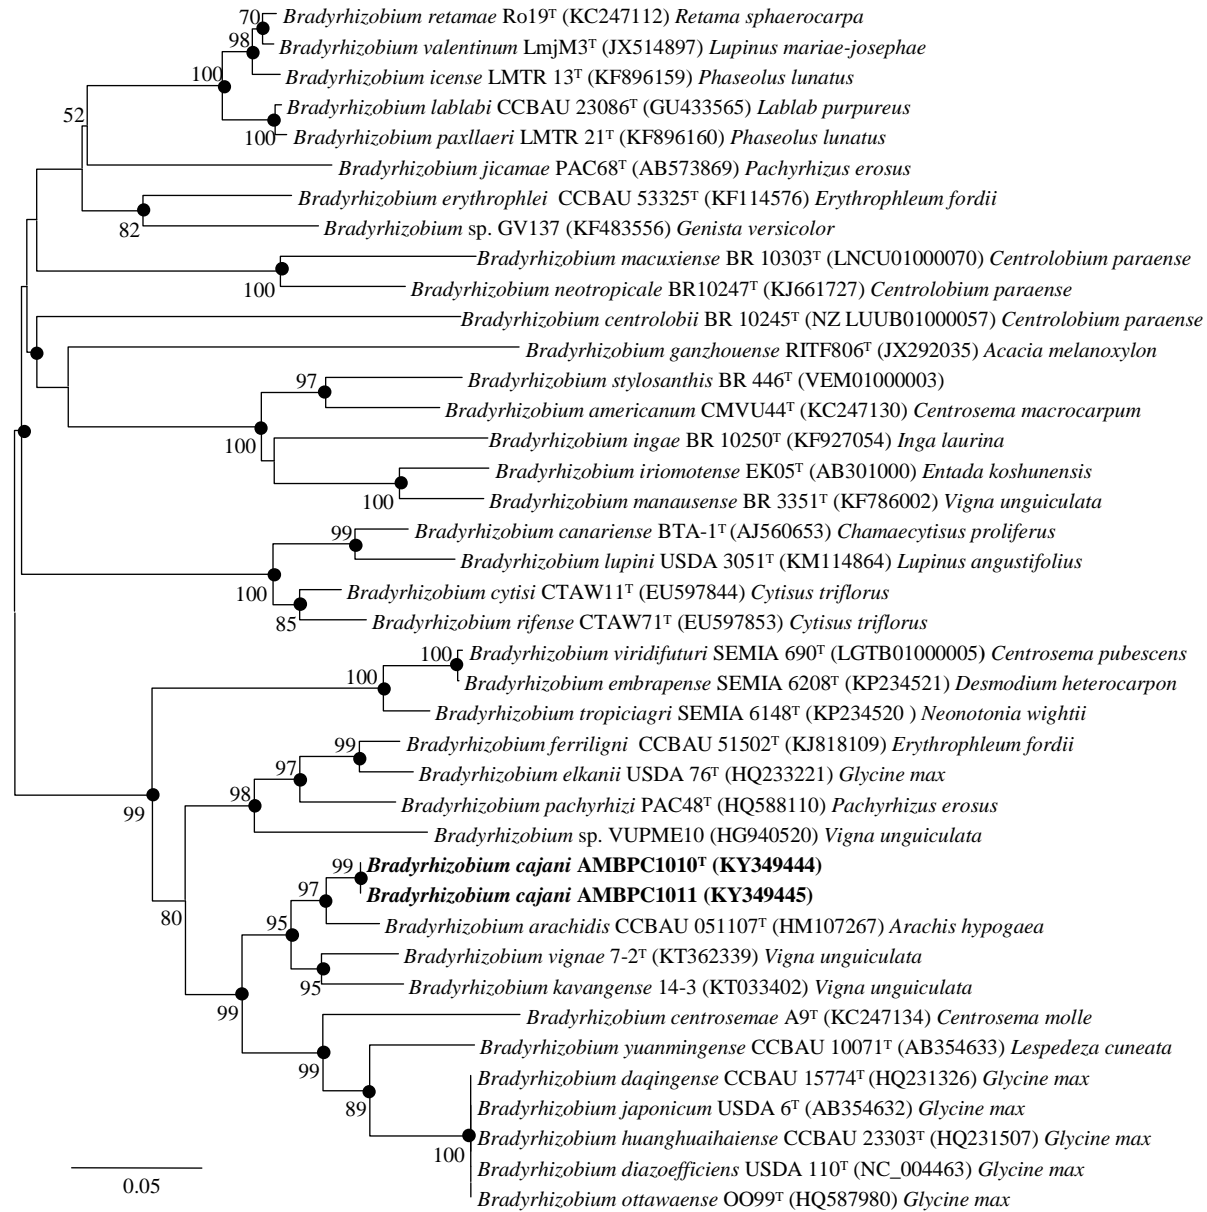 70 Bradyrhizobium retamae Ro19ᵀ (KC247112) Retama sphaerocarpa
98 Bradyrhizobium valentinum LmjM3ᵀ (JX514897) Lupinus mariae-josephae
100 Bradyrhizobium icense LMTR 13ᵀ (KF896159) Phaseolus lunatus
52 Bradyrhizobium lablabi CCBAU 23086ᵀ (GU433565) Lablab purpureus
100 Bradyrhizobium paxllaeri LMTR 21ᵀ (KF896160) Phaseolus lunatus
Bradyrhizobium jicamae PAC68ᵀ (AB573869) Pachyrhizus erosus
Bradyrhizobium erythrophlei CCBAU 53325ᵀ (KF114576) Erythrophleum fordii
82 Bradyrhizobium sp. GV137 (KF483556) Genista versicolor
Bradyrhizobium macuxiense BR 10303ᵀ (LNCU01000070) Centrolobium paraense
100 Bradyrhizobium neotropicale BR10247ᵀ (KJ661727) Centrolobium paraense
Bradyrhizobium centrolobii BR 10245ᵀ (NZ LUUB01000057) Centrolobium paraense
Bradyrhizobium ganzhouense RITF806ᵀ (JX292035) Acacia melanoxylon
97 Bradyrhizobium stylosanthis BR 446ᵀ (VEM01000003)
Bradyrhizobium americanum CMVU44ᵀ (KC247130) Centrosema macrocarpum
100 Bradyrhizobium ingae BR 10250ᵀ (KF927054) Inga laurina
Bradyrhizobium iriomotense EK05ᵀ (AB301000) Entada koshunensis
100 Bradyrhizobium manausense BR 3351ᵀ (KF786002) Vigna unguiculata
99 Bradyrhizobium canariense BTA-1ᵀ (AJ560653) Chamaecytisus proliferus
Bradyrhizobium lupini USDA 3051ᵀ (KM114864) Lupinus angustifolius
100 Bradyrhizobium cytisi CTAW11ᵀ (EU597844) Cytisus triflorus
85 Bradyrhizobium rifense CTAW71ᵀ (EU597853) Cytisus triflorus
100 Bradyrhizobium viridifuturi SEMIA 690ᵀ (LGTB01000005) Centrosema pubescens
100 Bradyrhizobium embrapense SEMIA 6208ᵀ (KP234521) Desmodium heterocarpon
Bradyrhizobium tropiciagri SEMIA 6148ᵀ (KP234520 ) Neonotonia wightii
99 Bradyrhizobium ferriligni CCBAU 51502ᵀ (KJ818109) Erythrophleum fordii
97 Bradyrhizobium elkanii USDA 76ᵀ (HQ233221) Glycine max
99 98 Bradyrhizobium pachyrhizi PAC48ᵀ (HQ588110) Pachyrhizus erosus
Bradyrhizobium sp. VUPME10 (HG940520) Vigna unguiculata
99 Bradyrhizobium cajani AMBPC1010ᵀ (KY349444)
97 Bradyrhizobium cajani AMBPC1011 (KY349445)
80 95 Bradyrhizobium arachidis CCBAU 051107ᵀ (HM107267) Arachis hypogaea
Bradyrhizobium vignae 7-2ᵀ (KT362339) Vigna unguiculata
95 Bradyrhizobium kavangense 14-3 (KT033402) Vigna unguiculata
99 Bradyrhizobium centrosemae A9ᵀ (KC247134) Centrosema molle
Bradyrhizobium yuanmingense CCBAU 10071ᵀ (AB354633) Lespedeza cuneata
99 Bradyrhizobium daqingense CCBAU 15774ᵀ (HQ231326) Glycine max
89 Bradyrhizobium japonicum USDA 6ᵀ (AB354632) Glycine max
Bradyrhizobium huanghuaihaiense CCBAU 23303ᵀ (HQ231507) Glycine max
100 Bradyrhizobium diazoefficiens USDA 110ᵀ (NC_004463) Glycine max
Bradyrhizobium ottawaense OO99ᵀ (HQ587980) Glycine max
0.05